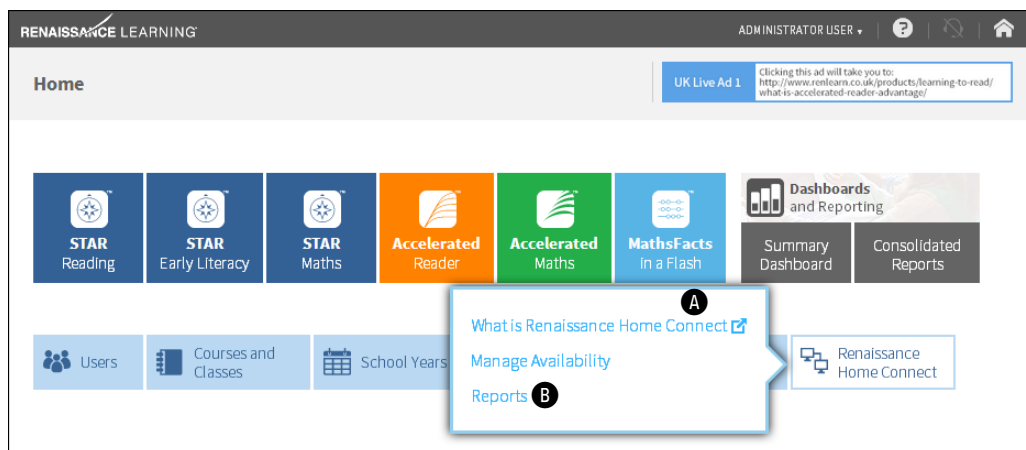 RENAISSANCE LEARNING
ADMINISTRATOR USER
Home
UK Live Ad 1
Clicking this ad will take you to:
http://www.renlearn.co.uk/products/learning-to-read/
what-is-accelerated-reader-advantage/
STAR
Reading
STAR
Early Literacy
STAR
Maths
Accelerated
Reader
Accelerated
Maths
MathsFacts
in a Flash
Dashboards
and Reporting
Summary
Dashboard
Consolidated
Reports
A
What is Renaissance Home Connect
Manage Availability
Reports B
Users
Courses and
Classes
School Years
Renaissance
Home Connect